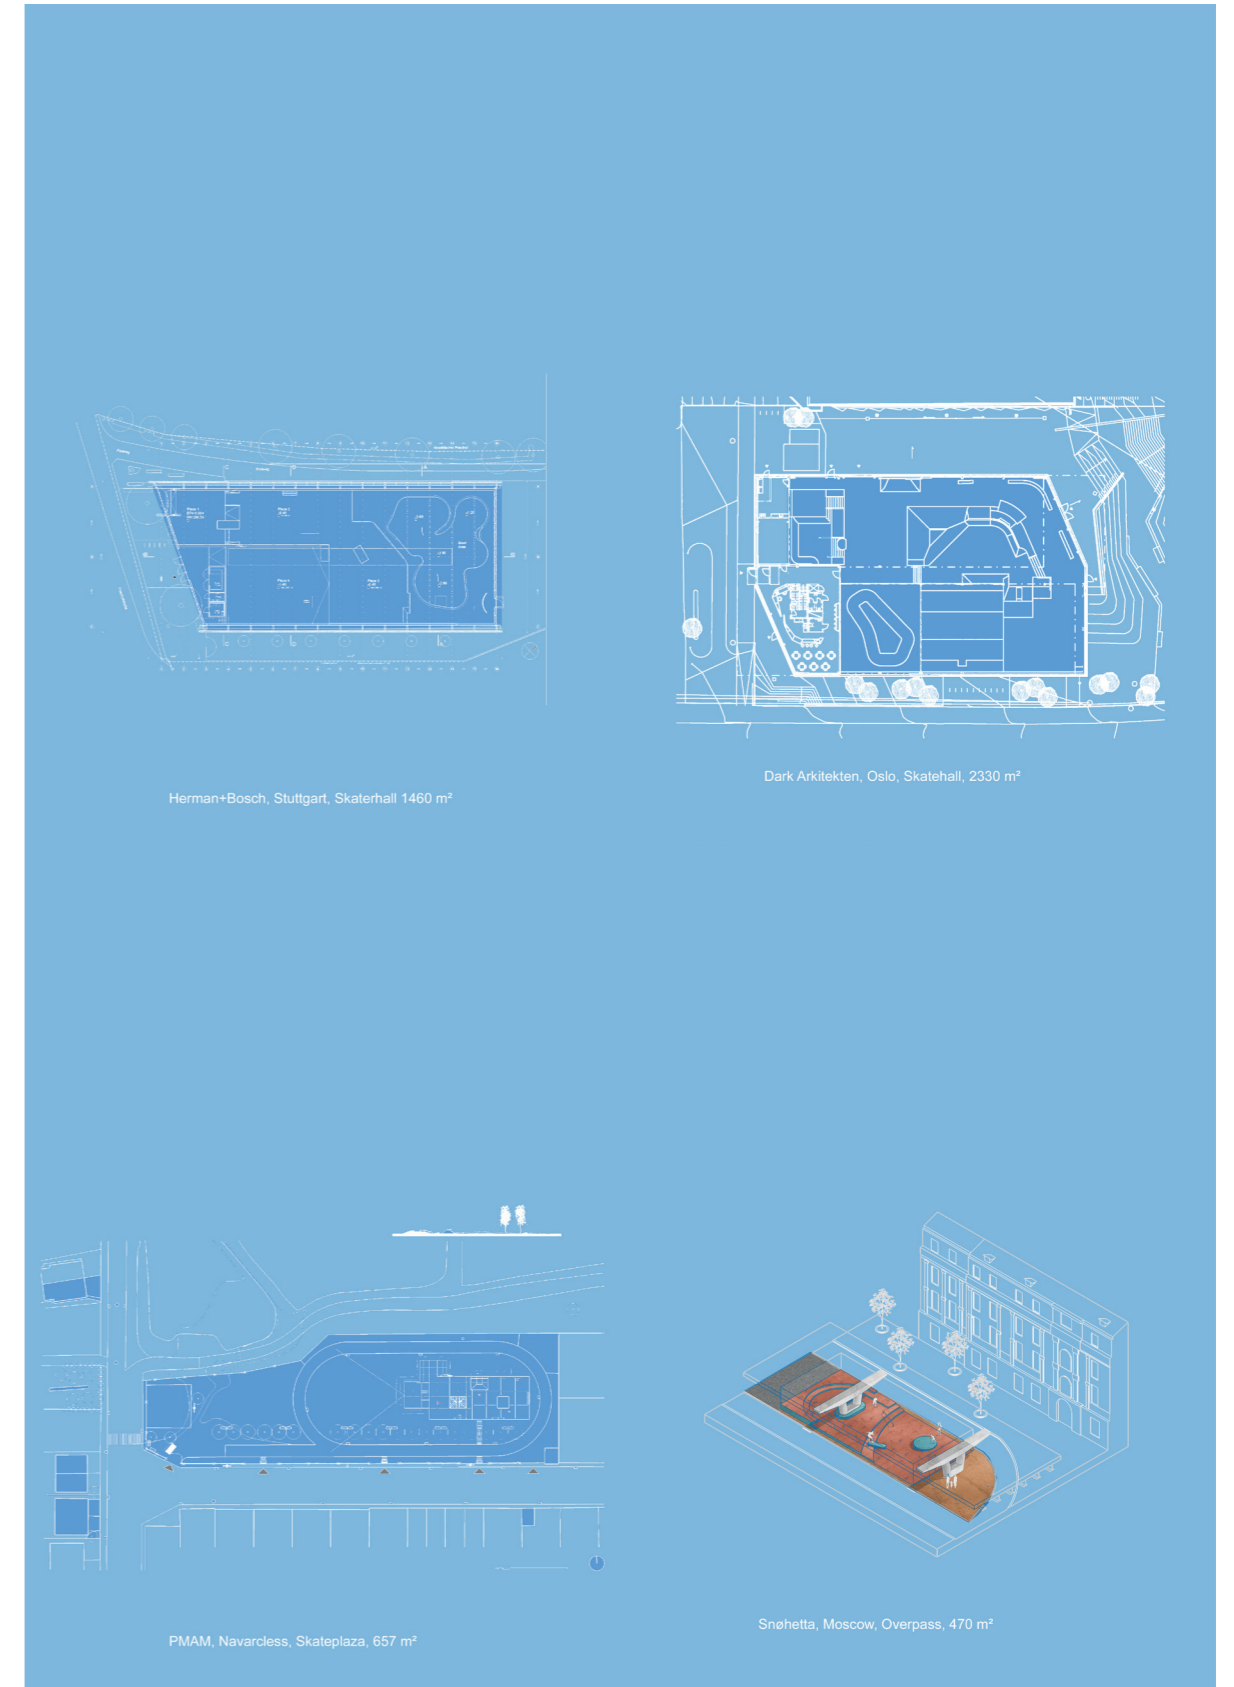 Herman+Bosch, Stuttgart, Skaterhall 1460 m²
Dark Arkitekten, Oslo, Skatehall, 2330 m²
PMAM, Navarcless, Skateplaza, 657 m²
Snøhetta, Moscow, Overpass, 470 m²